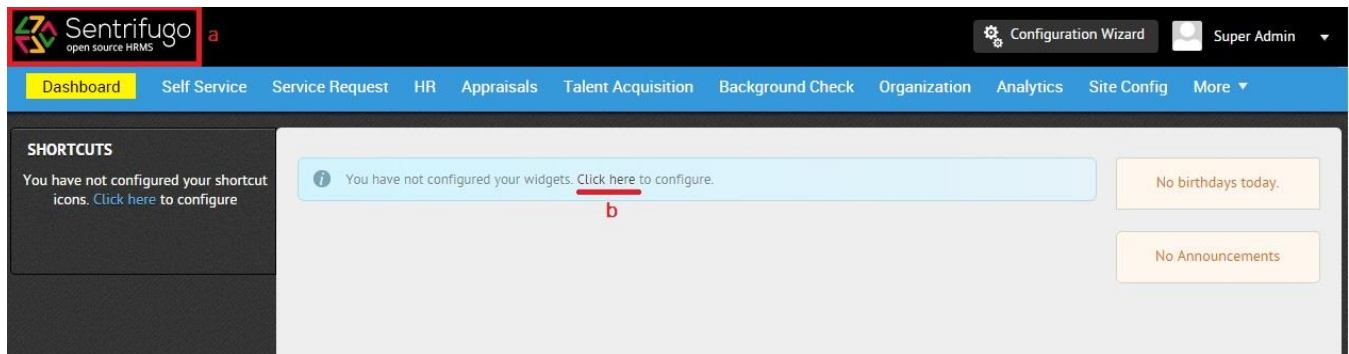 Sentrifugo
open source HRMS
a
Configuration Wizard
Super Admin
Dashboard Self Service Service Request HR Appraisals Talent Acquisition Background Check Organization Analytics Site Config More
SHORTCUTS
You have not configured your shortcut
icons. Click here to configure
You have not configured your widgets. Click here to configure.
b
No birthdays today.
No Announcements